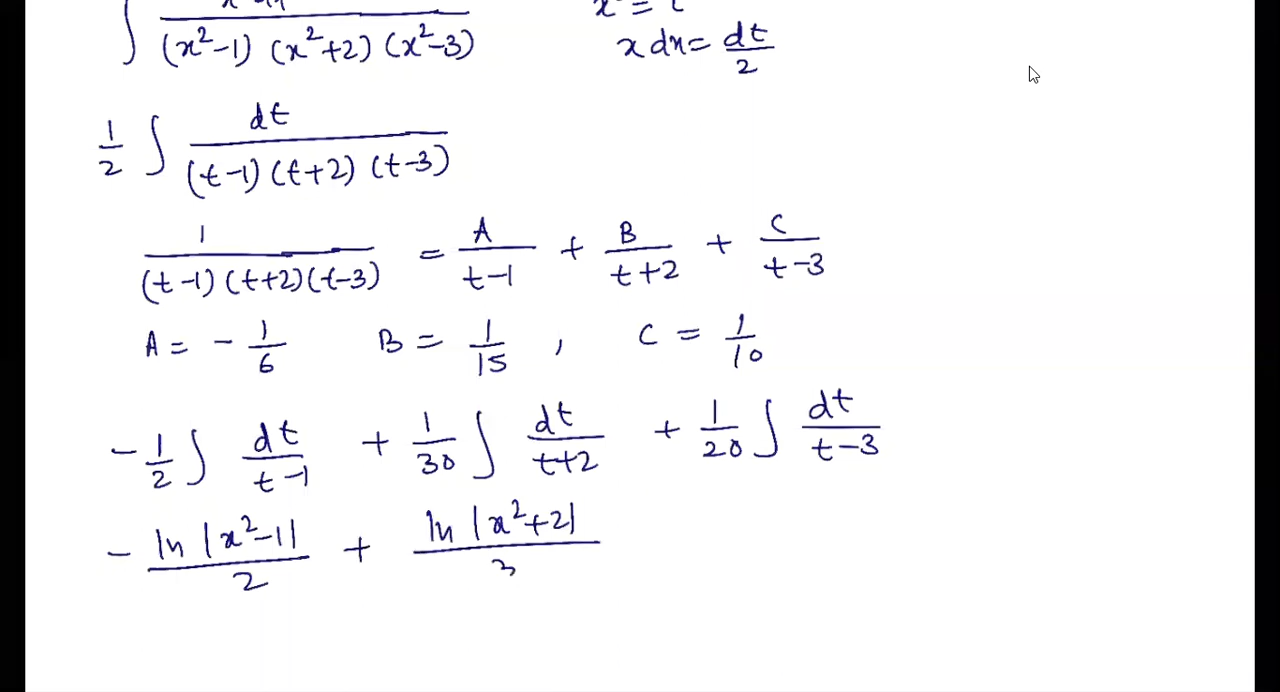 ∫ x dx / (x²-1) (x²+2) (x²-3)    x² = t
x dx = dt/2
1/2 ∫ dt / (t-1) (t+2) (t-3)
1 / (t-1) (t+2) (t-3) = A/(t-1) + B/(t+2) + C/(t-3)
A = - 1/6    B = 1/15 ,    C = 1/10
- 1/2 ∫ dt/(t-1) + 1/30 ∫ dt/(t+2) + 1/20 ∫ dt/(t-3)
- ln |x²-1| / 2 + ln |x²+2| / 3